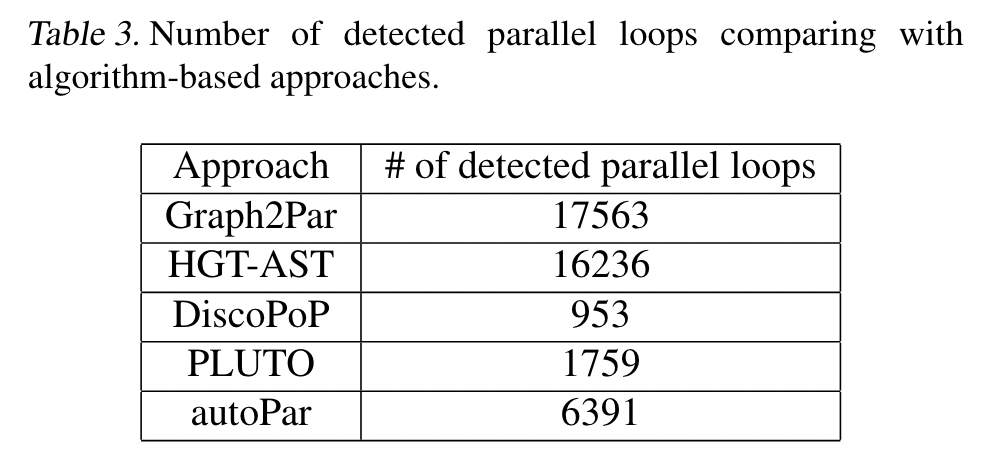 Table 3. Number of detected parallel loops comparing with
algorithm-based approaches.
Approach # of detected parallel loops
Graph2Par 17563
HGT-AST 16236
DiscoPoP 953
PLUTO 1759
autoPar 6391